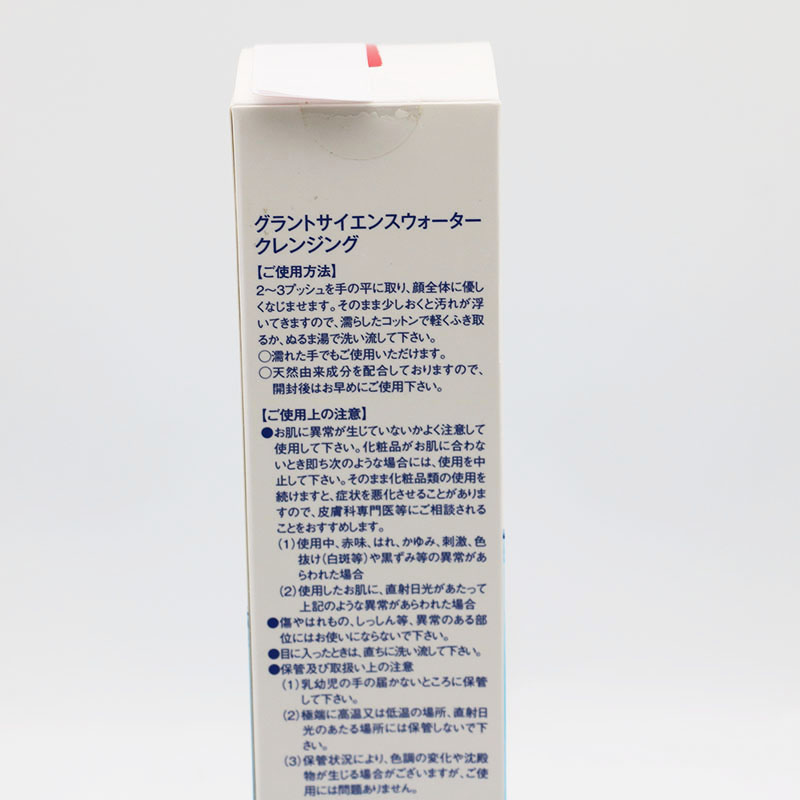 グラントサイエンスウォーター
クレンジング
【ご使用方法】
2～3プッシュを手の平に取り、顔全体に優し
くなじませます。そのまま少しおくと汚れが浮
いてきますので、濡らしたコットンで軽くふき取
るか、ぬるま湯で洗い流して下さい。
○濡れた手でもご使用いただけます。
○天然由来成分を配合しておりますので、
開封後はお早めにご使用下さい。
【ご使用上の注意】
●お肌に異常が生じていないかよく注意して
使用して下さい。化粧品がお肌に合わな
いとき即ち次のような場合には、使用を中
止して下さい。そのまま化粧品類の使用を
続けますと、症状を悪化させることがありま
すので、皮膚科専門医等にご相談される
ことをおすすめします。
(1)使用中、赤味、はれ、かゆみ、刺激、色
抜け(白斑等)や黒ずみ等の異常があ
らわれた場合
(2)使用したお肌に、直射日光があたって
上記のような異常があらわれた場合
●傷やはれもの、しっしん等、異常のある部
位にはお使いにならないで下さい。
●目に入ったときは、直ちに洗い流して下さい。
●保管及び取扱い上の注意
(1)乳幼児の手の届かないところに保管
して下さい。
(2)極端に高温又は低温の場所、直射日
光のあたる場所には保管しないで下
さい。
(3)保管状況により、色調の変化や沈殿
物が生じる場合がございますが、ご使
用には問題ありません。